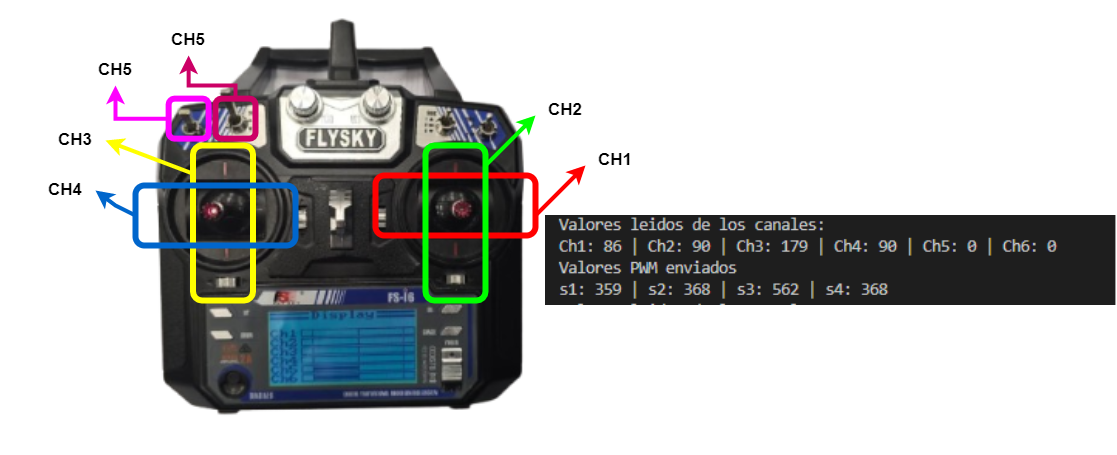 CH5
CH5
CH3
CH4
CH2
CH1
FLYSKY
FS-i6
Display
Valores leidos de los canales:
Ch1: 86 | Ch2: 90 | Ch3: 179 | Ch4: 90 | Ch5: 0 | Ch6: 0
Valores PWM enviados
s1: 359 | s2: 368 | s3: 562 | s4: 368